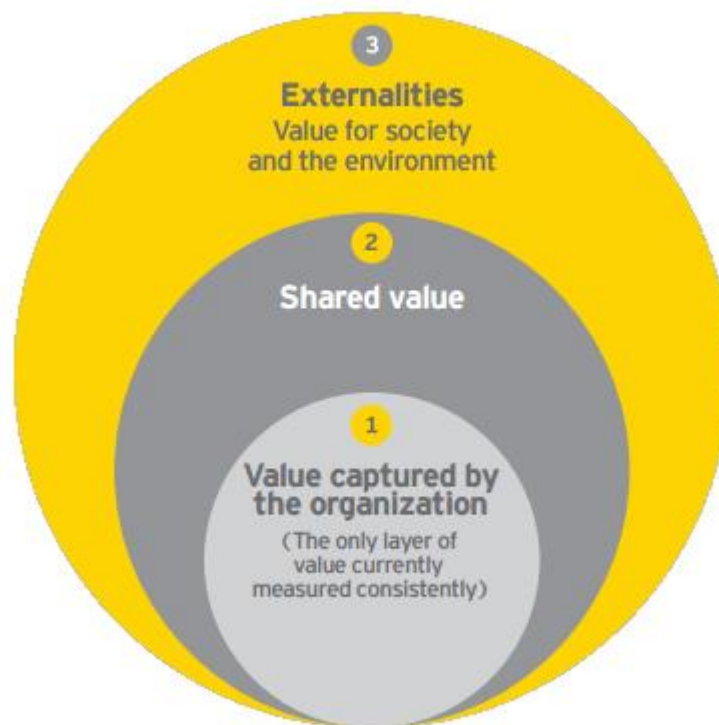 3
Externalities
Value for society
and the environment
2
Shared value
1
Value captured by
the organization
(The only layer of
value currently
measured consistently)